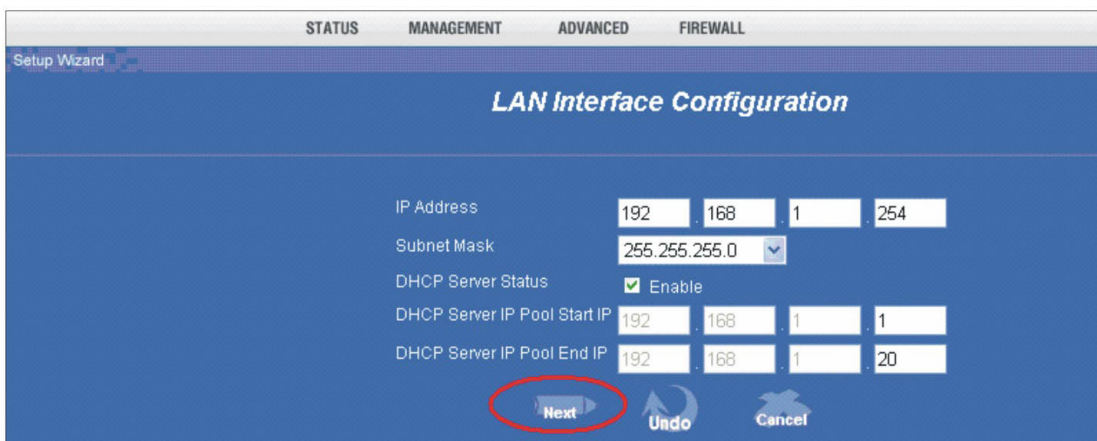 STATUS MANAGEMENT ADVANCED FIREWALL
Setup Wizard
LAN Interface Configuration
IP Address 192 . 168 . 1 . 254
Subnet Mask 255.255.255.0
DHCP Server Status Enable
DHCP Server IP Pool Start IP 192 . 168 . 1 . 1
DHCP Server IP Pool End IP 192 . 168 . 1 . 20
Next Undo Cancel